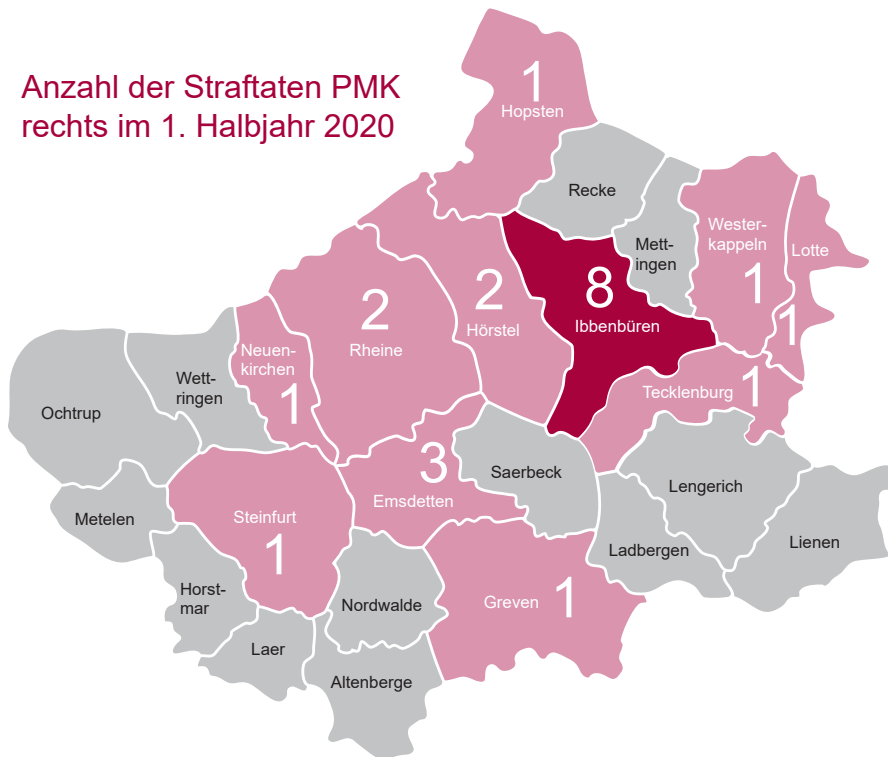 Anzahl der Straftaten PMK
rechts im 1. Halbjahr 2020
1
Hopsten
Recke
Mett-
ingen
Wester-
kappeln
1
Lotte
1
8
Ibbenbüren
2
Hörstel
2
Rheine
Neuen-
kirchen
1
Wett-
ringen
Ochtrup
Tecklenburg
1
3
Emsdetten
Saerbeck
Lengerich
Metelen
Steinfurt
1
Ladbergen
Lienen
Horst-
mar
Nordwalde
Greven
1
Laer
Altenberge